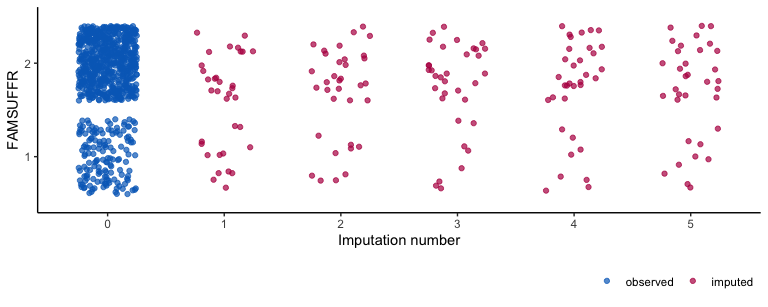 FAMSUFFR
2
1
0 1 2 3 4 5
Imputation number
observed imputed